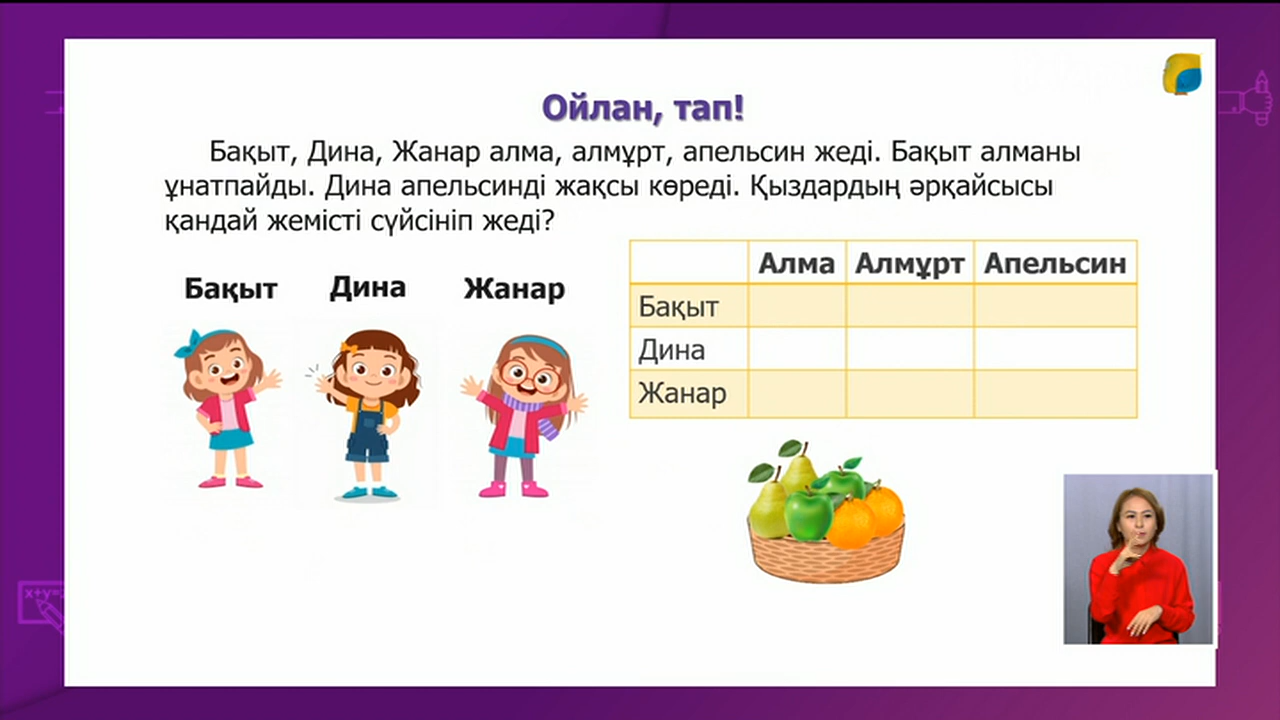 Ойлан, тап!
Бақыт, Дина, Жанар алма, алмұрт, апельсин жеді. Бақыт алманы
ұнатпайды. Дина апельсинді жақсы көреді. Қыздардың әрқайсысы
қандай жемісті сүйсініп жеді?
Бақыт Дина Жанар
Алма Алмұрт Апельсин
Бақыт
Дина
Жанар
x+y=